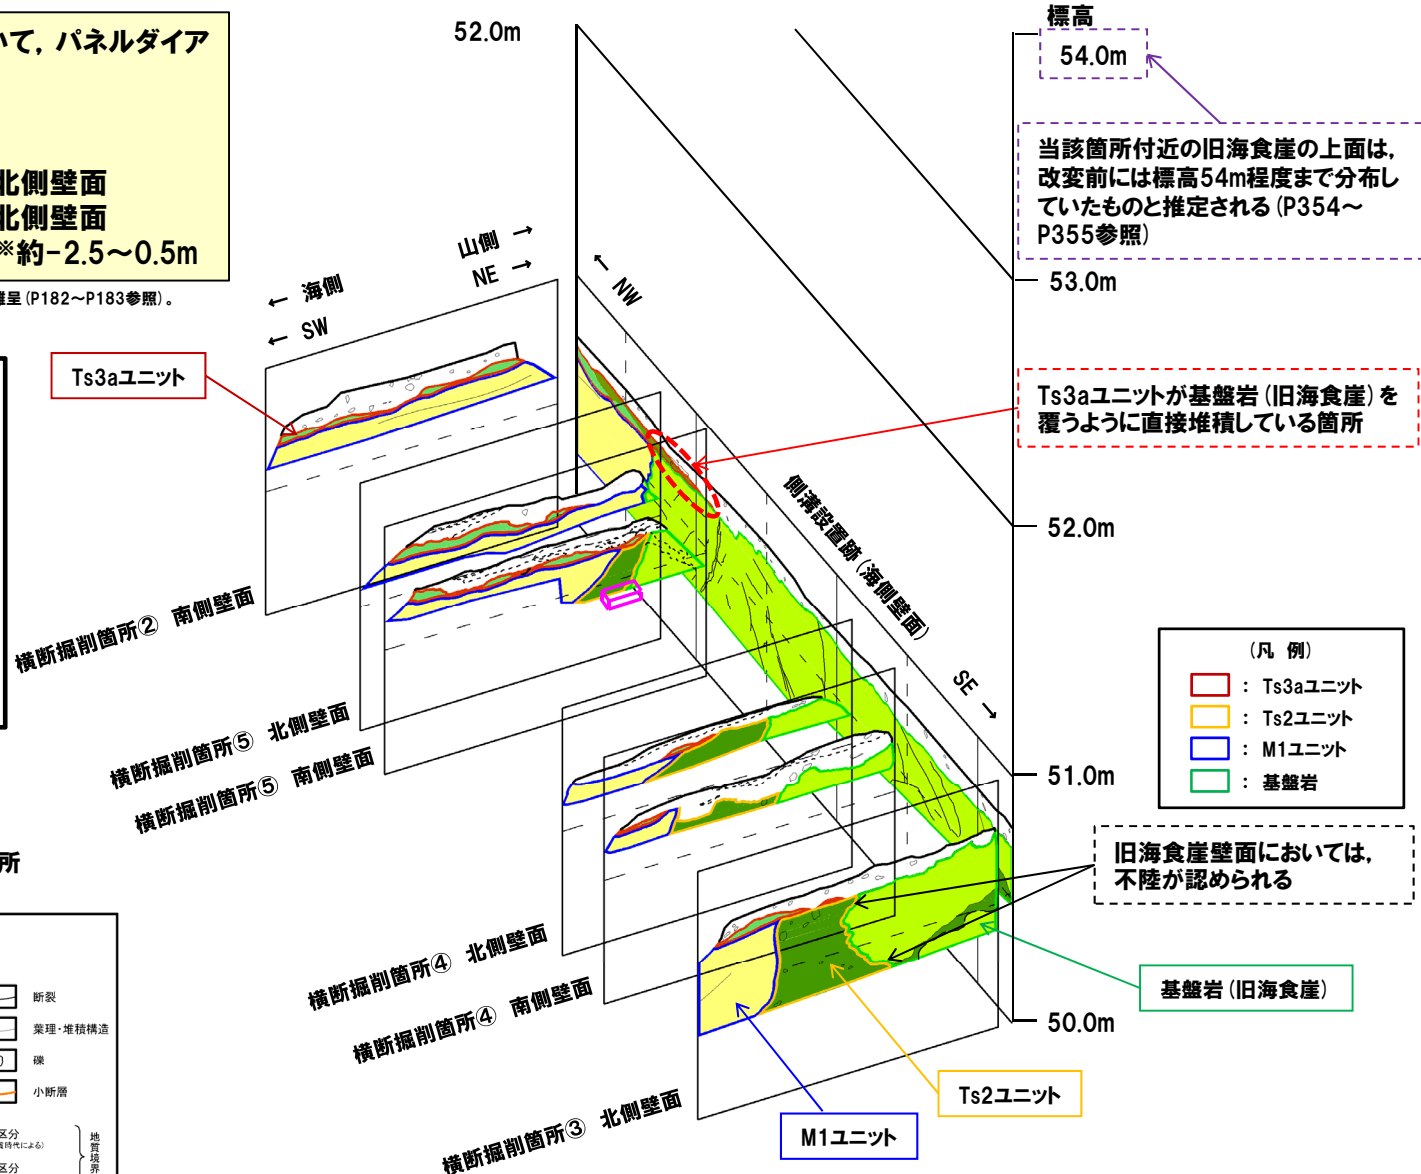 いて，パネルダイア
北側壁面
北側壁面
※約-2.5～0.5m
呈(P182～P183参照)。
52.0m
標高
54.0m
当該箇所付近の旧海食崖の上面は，
改変前には標高54m程度まで分布し
ていたものと推定される(P354～
P355参照)
53.0m
← 海側
山側 →
← SW
NE →
← NW
Ts3aユニット
Ts3aユニットが基盤岩(旧海食崖)を
覆うように直接堆積している箇所
52.0m
側溝設置跡(海側壁面)
SE →
横断掘削箇所② 南側壁面
横断掘削箇所⑤ 北側壁面
横断掘削箇所⑤ 南側壁面
(凡 例)
： Ts3aユニット
： Ts2ユニット
： M1ユニット
： 基盤岩
51.0m
旧海食崖壁面においては，
不陸が認められる
所
横断掘削箇所④ 北側壁面
横断掘削箇所④ 南側壁面
基盤岩(旧海食崖)
50.0m
断裂
葉理・堆積構造
礫
小断層
区分
区分
地質境界
Ts2ユニット
M1ユニット
横断掘削箇所③ 北側壁面